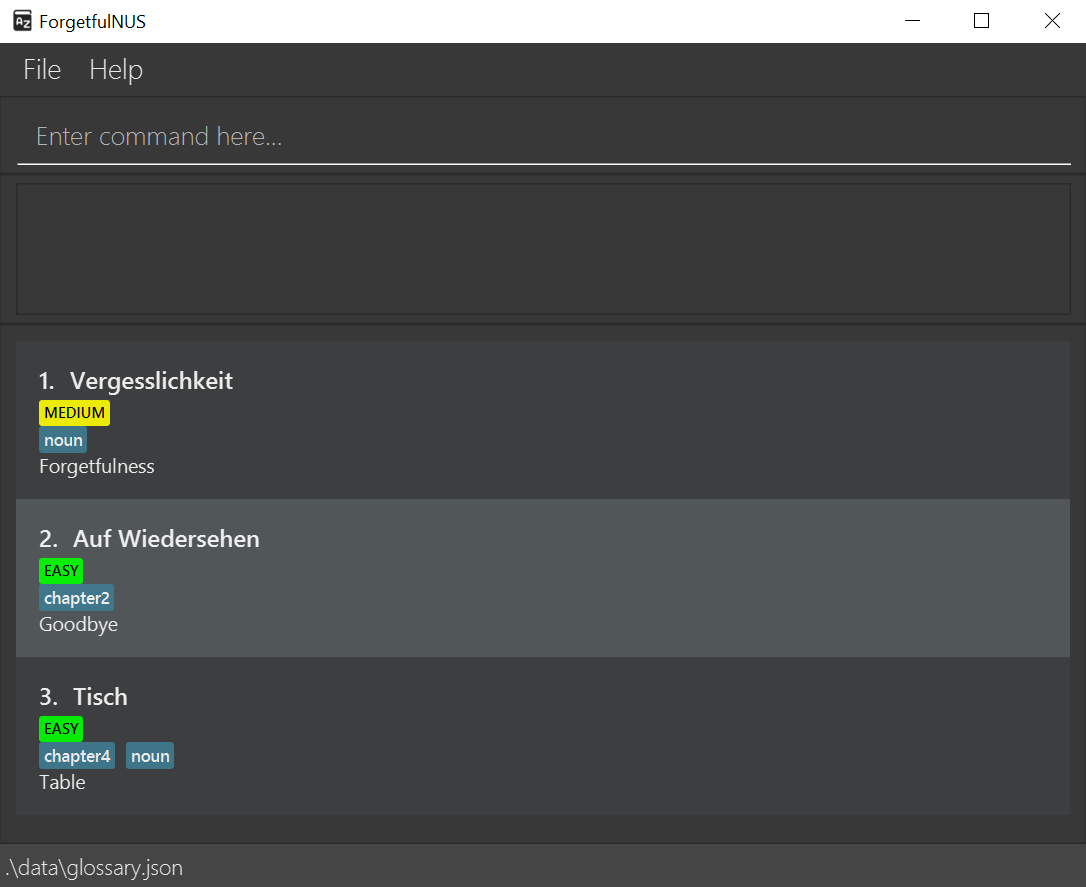 ForgetfulNUS
File Help
Enter command here...
1. Vergesslichkeit
MEDIUM
noun
Forgetfulness
2. Auf Wiedersehen
EASY
chapter2
Goodbye
3. Tisch
EASY
chapter4 noun
Table
.\data\glossary.json